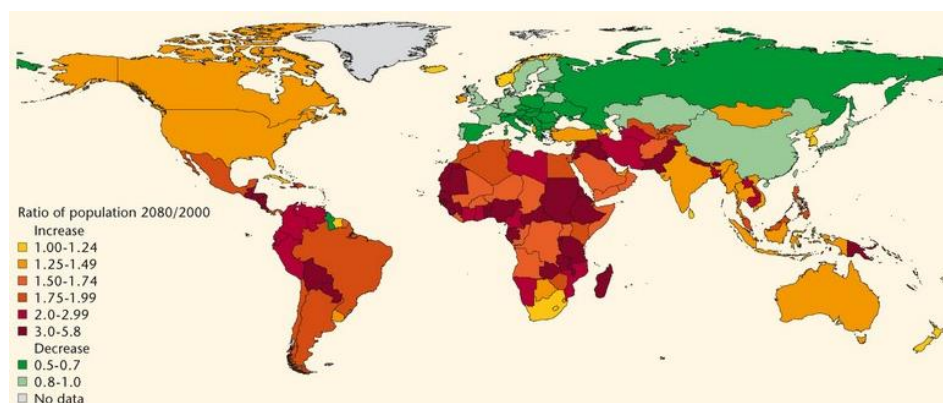 Ratio of population 2080/2000
Increase
1.00-1.24
1.25-1.49
1.50-1.74
1.75-1.99
2.0-2.99
3.0-5.8
Decrease
0.5-0.7
0.8-1.0
No data